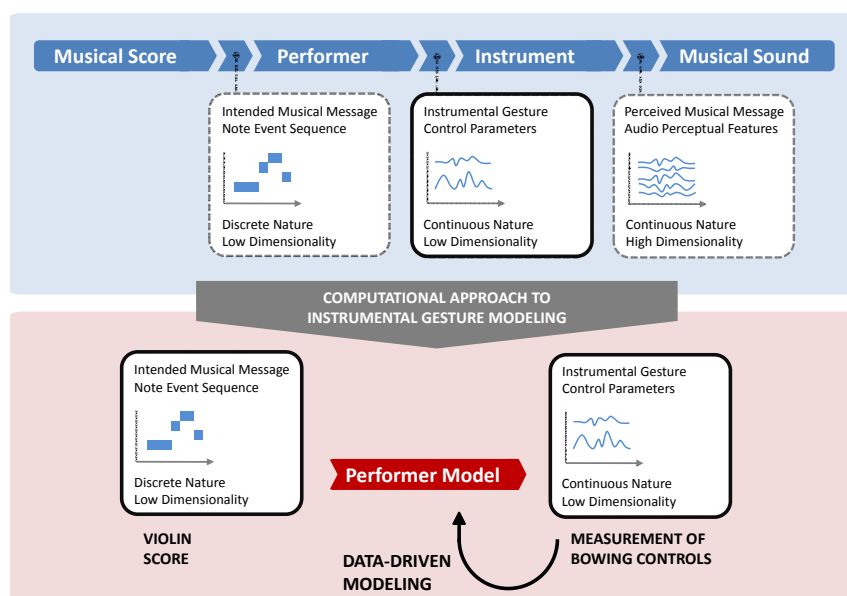 Musical Score
Performer
Instrument
Musical Sound
Intended Musical Message
Note Event Sequence
Discrete Nature
Low Dimensionality
Instrumental Gesture
Control Parameters
Continuous Nature
Low Dimensionality
Perceived Musical Message
Audio Perceptual Features
Continuous Nature
High Dimensionality
COMPUTATIONAL APPROACH TO
INSTRUMENTAL GESTURE MODELING
Intended Musical Message
Note Event Sequence
Discrete Nature
Low Dimensionality
VIOLIN
SCORE
Performer Model
DATA-DRIVEN
MODELING
Instrumental Gesture
Control Parameters
Continuous Nature
Low Dimensionality
MEASUREMENT OF
BOWING CONTROLS